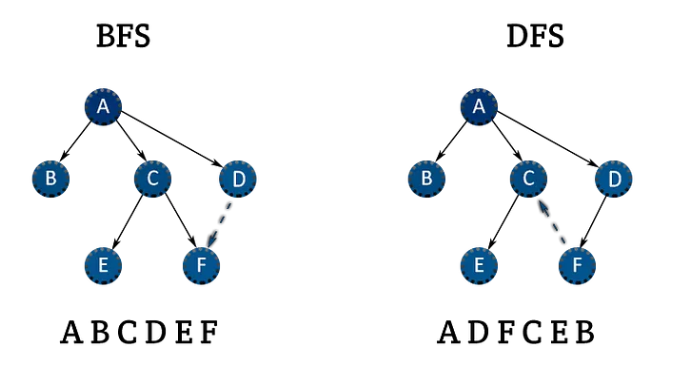 BFS
A
B C D
E F
A B C D E F
DFS
A
B C D
E F
A D F C E B